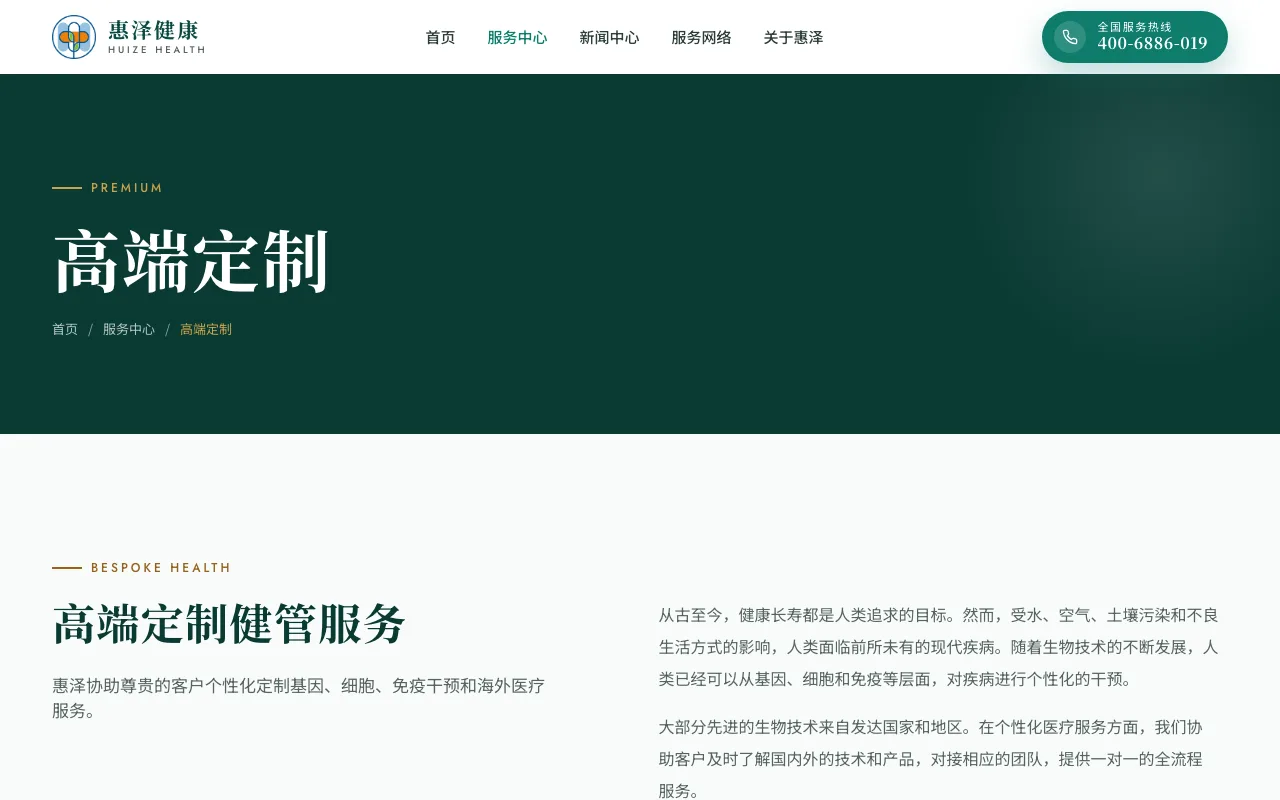 惠泽健康
HUIZE HEALTH
首页
服务中心
新闻中心
服务网络
关于惠泽
全国服务热线
400-6886-019
PREMIUM
高端定制
首页 / 服务中心 / 高端定制
BESPOKE HEALTH
高端定制健管服务
惠泽协助尊贵的客户个性化定制基因、细胞、免疫干预和海外医疗
服务。
从古至今，健康长寿都是人类追求的目标。然而，受水、空气、土壤污染和不良
生活方式的影响，人类面临前所未有的现代疾病。随着生物技术的不断发展，人
类已经可以从基因、细胞和免疫等层面，对疾病进行个性化的干预。
大部分先进的生物技术来自发达国家和地区。在个性化医疗服务方面，我们协
助客户及时了解国内外的技术和产品，对接相应的团队，提供一对一的全流程
服务。